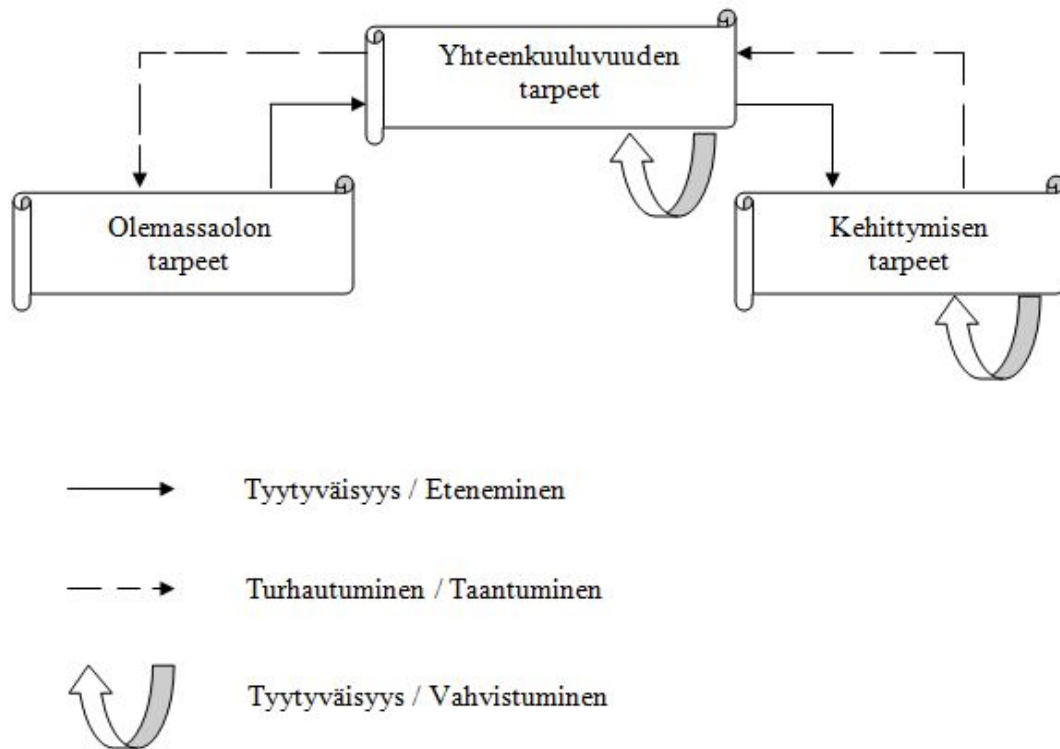 Yhteenkuuluvuuden
tarpeet
Olemassaolon
tarpeet
Kehittymisen
tarpeet
Tyytyväisyys / Eteneminen
Turhautuminen / Taantuminen
Tyytyväisyys / Vahvistuminen